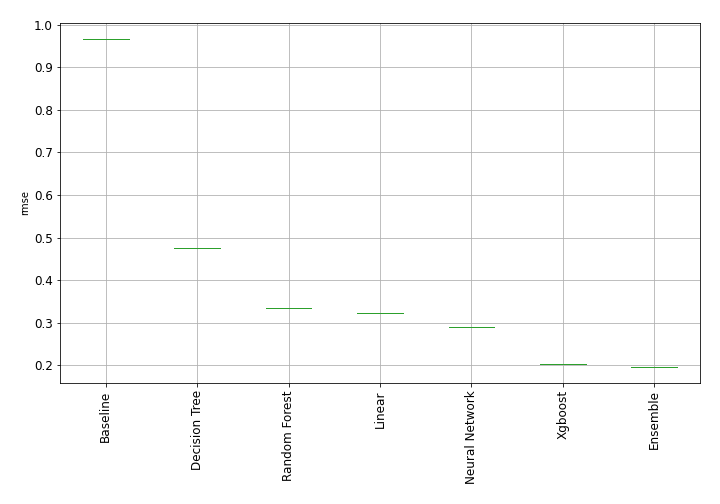 1.0
0.9
0.8
0.7
0.6
0.5
0.4
0.3
0.2
rmse
Baseline
Decision Tree
Random Forest
Linear
Neural Network
Xgboost
Ensemble